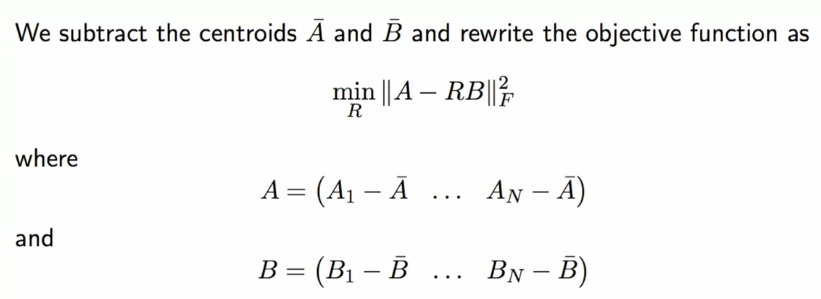 We subtract the centroids Ā and B̄ and rewrite the objective function as
min ‖A − RB‖²_F
R
where
A = (A₁ − Ā … A_N − Ā)
and
B = (B₁ − B̄ … B_N − B̄)